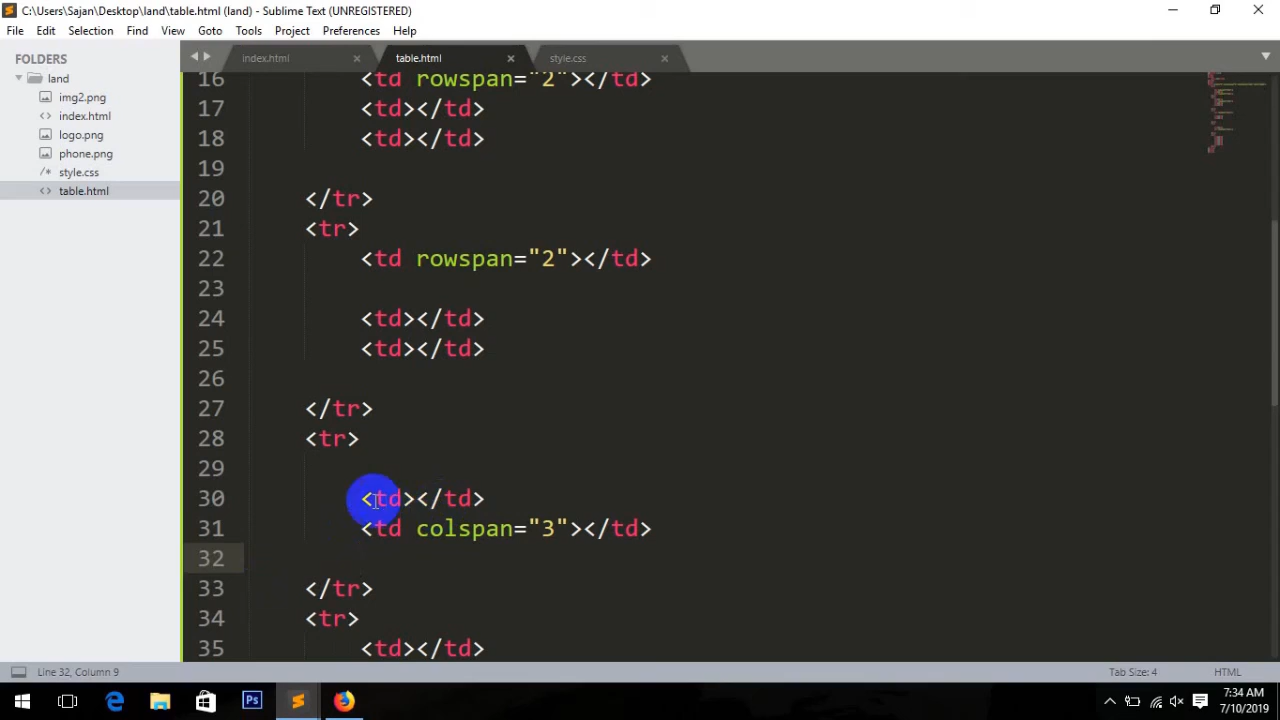 C:\Users\Sajan\Desktop\land\table.html (land) - Sublime Text (UNREGISTERED)
File Edit Selection Find View Goto Tools Project Preferences Help
FOLDERS
land
img2.png
index.html
logo.png
phone.png
style.css
table.html
index.html table.html style.css
16 <td rowspan="2"></td>
17 <td></td>
18 <td></td>
19
20 </tr>
21 <tr>
22 <td rowspan="2"></td>
23
24 <td></td>
25 <td></td>
26
27 </tr>
28 <tr>
29
30 <td></td>
31 <td colspan="3"></td>
32
33 </tr>
34 <tr>
35 <td></td>
Line 32, Column 9 Tab Size: 4 HTML
Ps
7:34 AM
7/10/2019